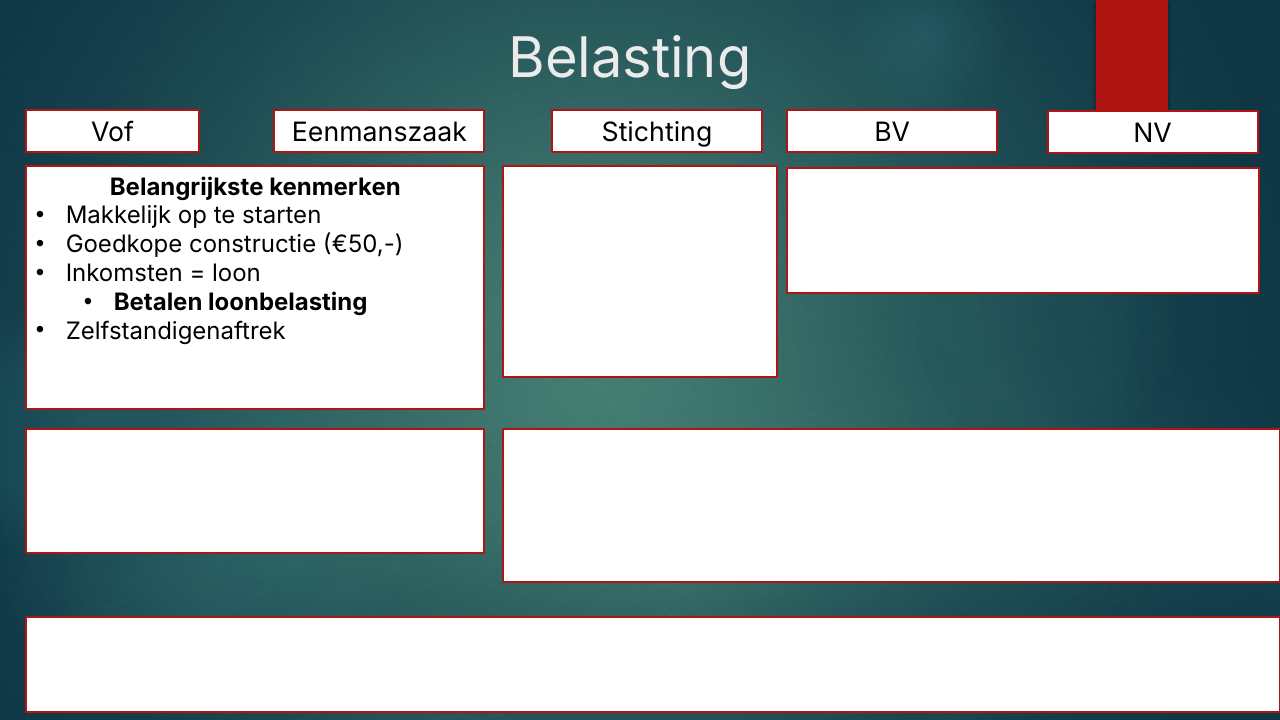 Belasting
Vof
Eenmanszaak
Stichting
BV
NV
Belangrijkste kenmerken
• Makkelijk op te starten
• Goedkope constructie (€50,-)
• Inkomsten = loon
• Betalen loonbelasting
• Zelfstandigenaftrek